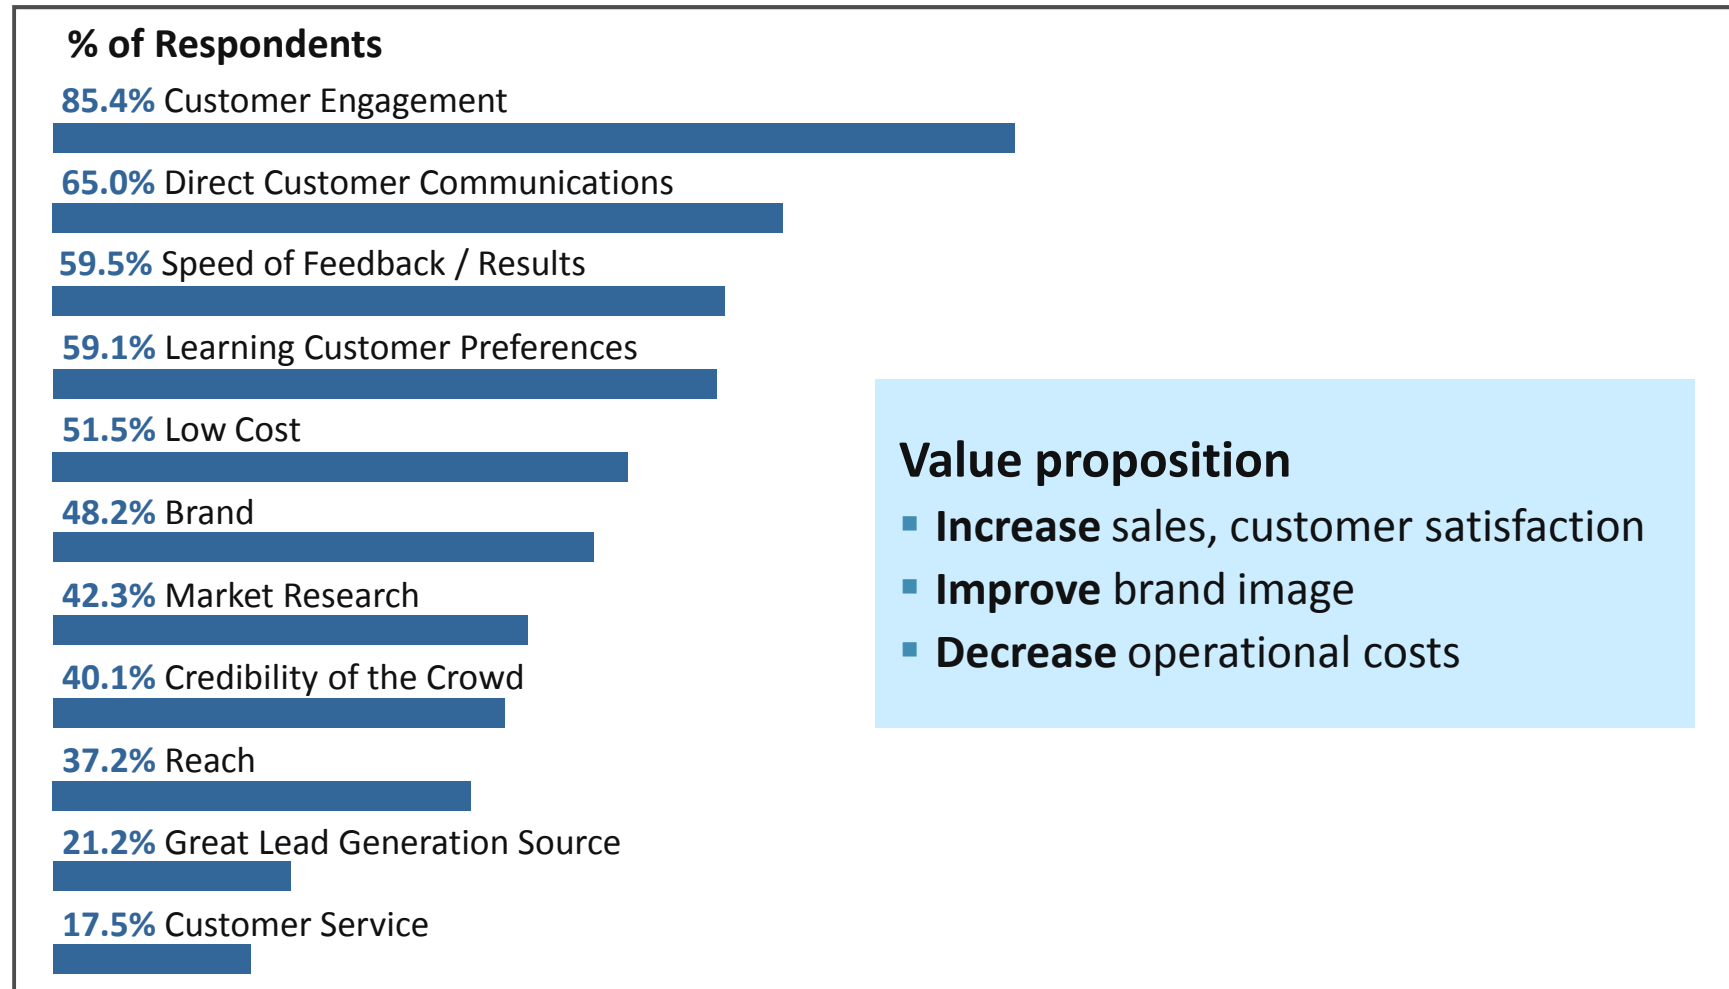 % of Respondents
85.4% Customer Engagement
65.0% Direct Customer Communications
59.5% Speed of Feedback / Results
59.1% Learning Customer Preferences
51.5% Low Cost
48.2% Brand
42.3% Market Research
40.1% Credibility of the Crowd
37.2% Reach
21.2% Great Lead Generation Source
17.5% Customer Service
Value proposition
▪ Increase sales, customer satisfaction
▪ Improve brand image
▪ Decrease operational costs